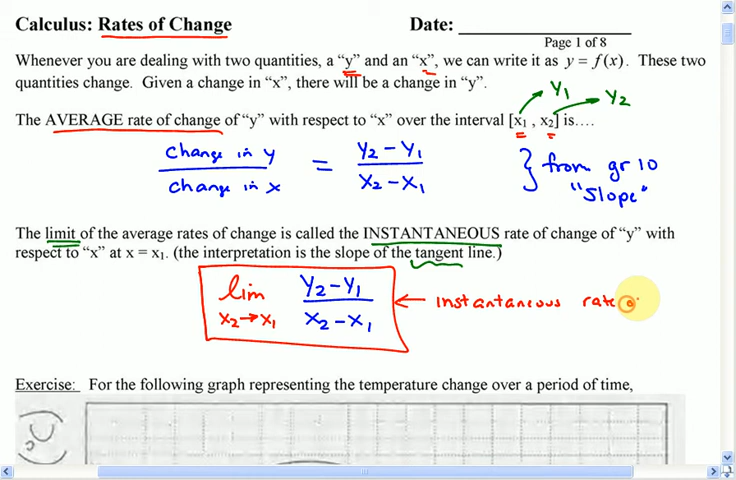 Calculus: Rates of Change Date:
Page 1 of 8
Whenever you are dealing with two quantities, a “y” and an “x”, we can write it as y = f(x). These two
quantities change. Given a change in “x”, there will be a change in “y”.
y₁ y₂
The AVERAGE rate of change of “y” with respect to “x” over the interval [x₁ , x₂] is….
change in y / change in x = y₂ − y₁ / x₂ − x₁ } from gr 10
"slope"
The limit of the average rates of change is called the INSTANTANEOUS rate of change of “y” with
respect to “x” at x = x₁. (the interpretation is the slope of the tangent line.)
lim x₂→x₁ y₂ − y₁ / x₂ − x₁ ← instantaneous rate
Exercise: For the following graph representing the temperature change over a period of time,